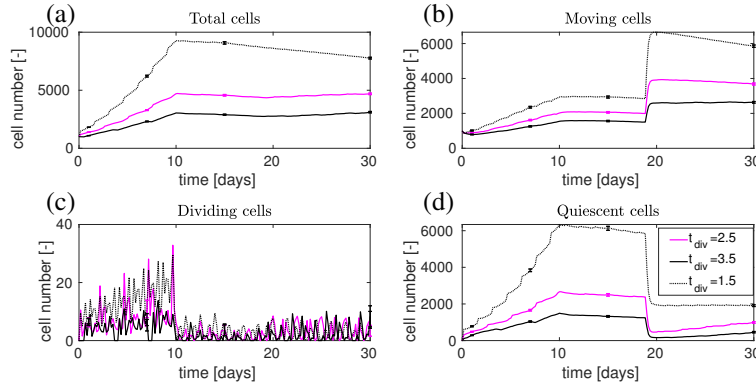 (a)
Total cells
cell number [-]
10000
5000
0
0
10
20
30
time [days]
(b)
Moving cells
cell number [-]
6000
4000
2000
0
0
10
20
30
time [days]
(c)
Dividing cells
cell number [-]
40
20
0
0
10
20
30
time [days]
(d)
Quiescent cells
cell number [-]
6000
4000
2000
0
0
10
20
30
time [days]
t_div=2.5
t_div=3.5
t_div=1.5